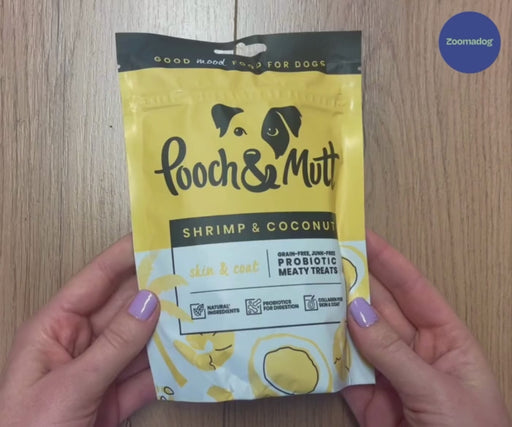 Zoomadog
GOOD mood FOOD FOR DOGS
Pooch & Mutt
SHRIMP & COCONUT
skin & coat
GRAIN-FREE, JUNK-FREE
PROBIOTIC
MEATY TREATS
NATURAL
INGREDIENTS
PROBIOTICS
FOR DIGESTION
COLLAGEN FOR
SKIN & COAT